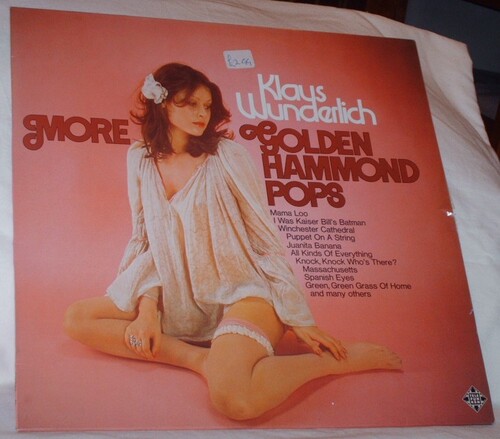 Klaus
Wunderlich
MORE GOLDEN
HAMMOND
POPS
Mama Loo
I Was Kaiser Bill's Batman
Winchester Cathedral
Puppet On A String
Juanita Banana
All Kinds Of Everything
Knock, Knock Who's There?
Massachusetts
Spanish Eyes
Green, Green Grass Of Home
and many others